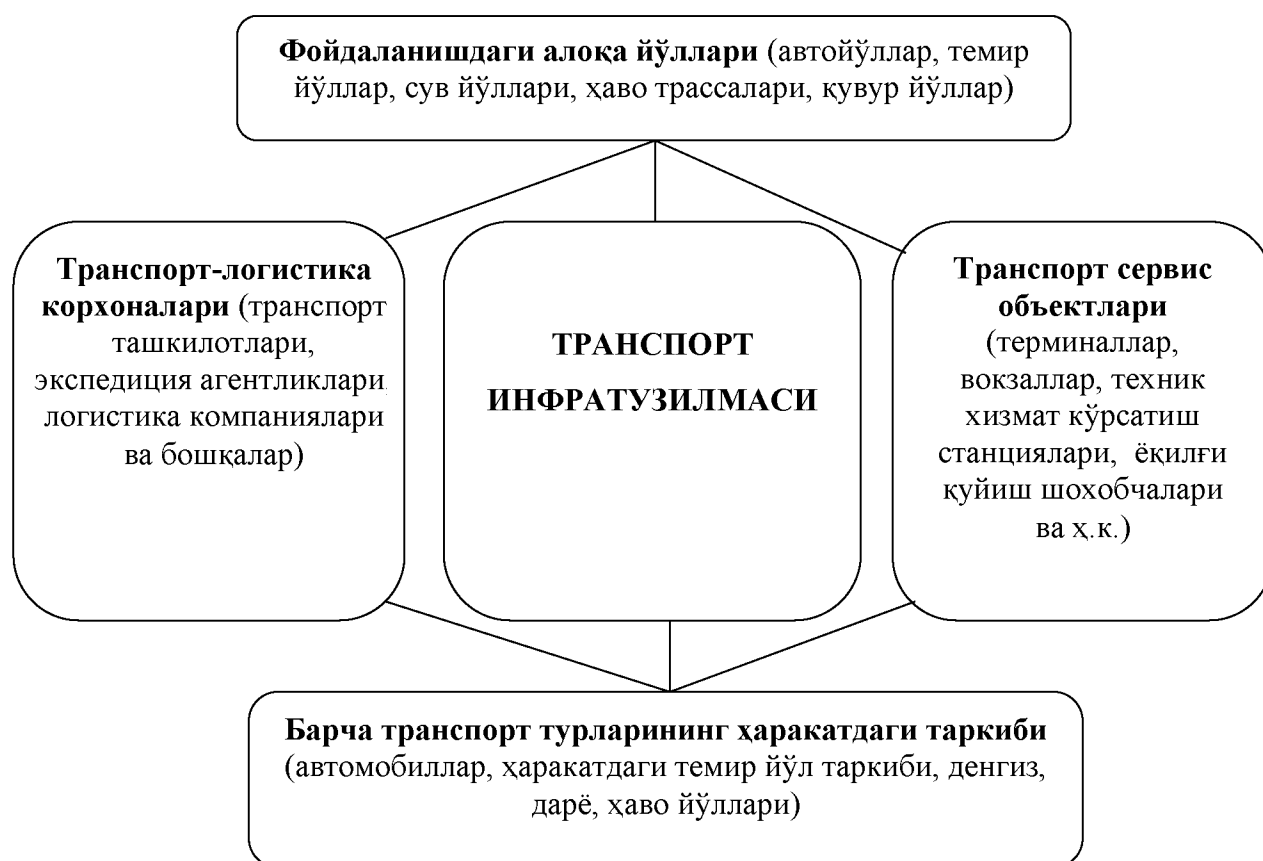 Фойдаланишдаги алоқа йўллари (автойўллар, темир
йўллар, сув йўллари, ҳаво трассалари, қувур йўллар)
Транспорт-логистика
корхоналари (транспорт
ташкилотлари,
экспедиция агентликлари,
логистика компаниялари
ва бошқалар)
ТРАНСПОРТ
ИНФРАТУЗИЛМАСИ
Транспорт сервис
объектлари
(терминаллар,
вокзаллар, техник
хизмат кўрсатиш
станциялари, ёқилғи
қуйиш шохобчалари
ва ҳ.к.)
Барча транспорт турларининг ҳаракатдаги таркиби
(автомобиллар, ҳаракатдаги темир йўл таркиби, денгиз,
дарё, ҳаво йўллари)